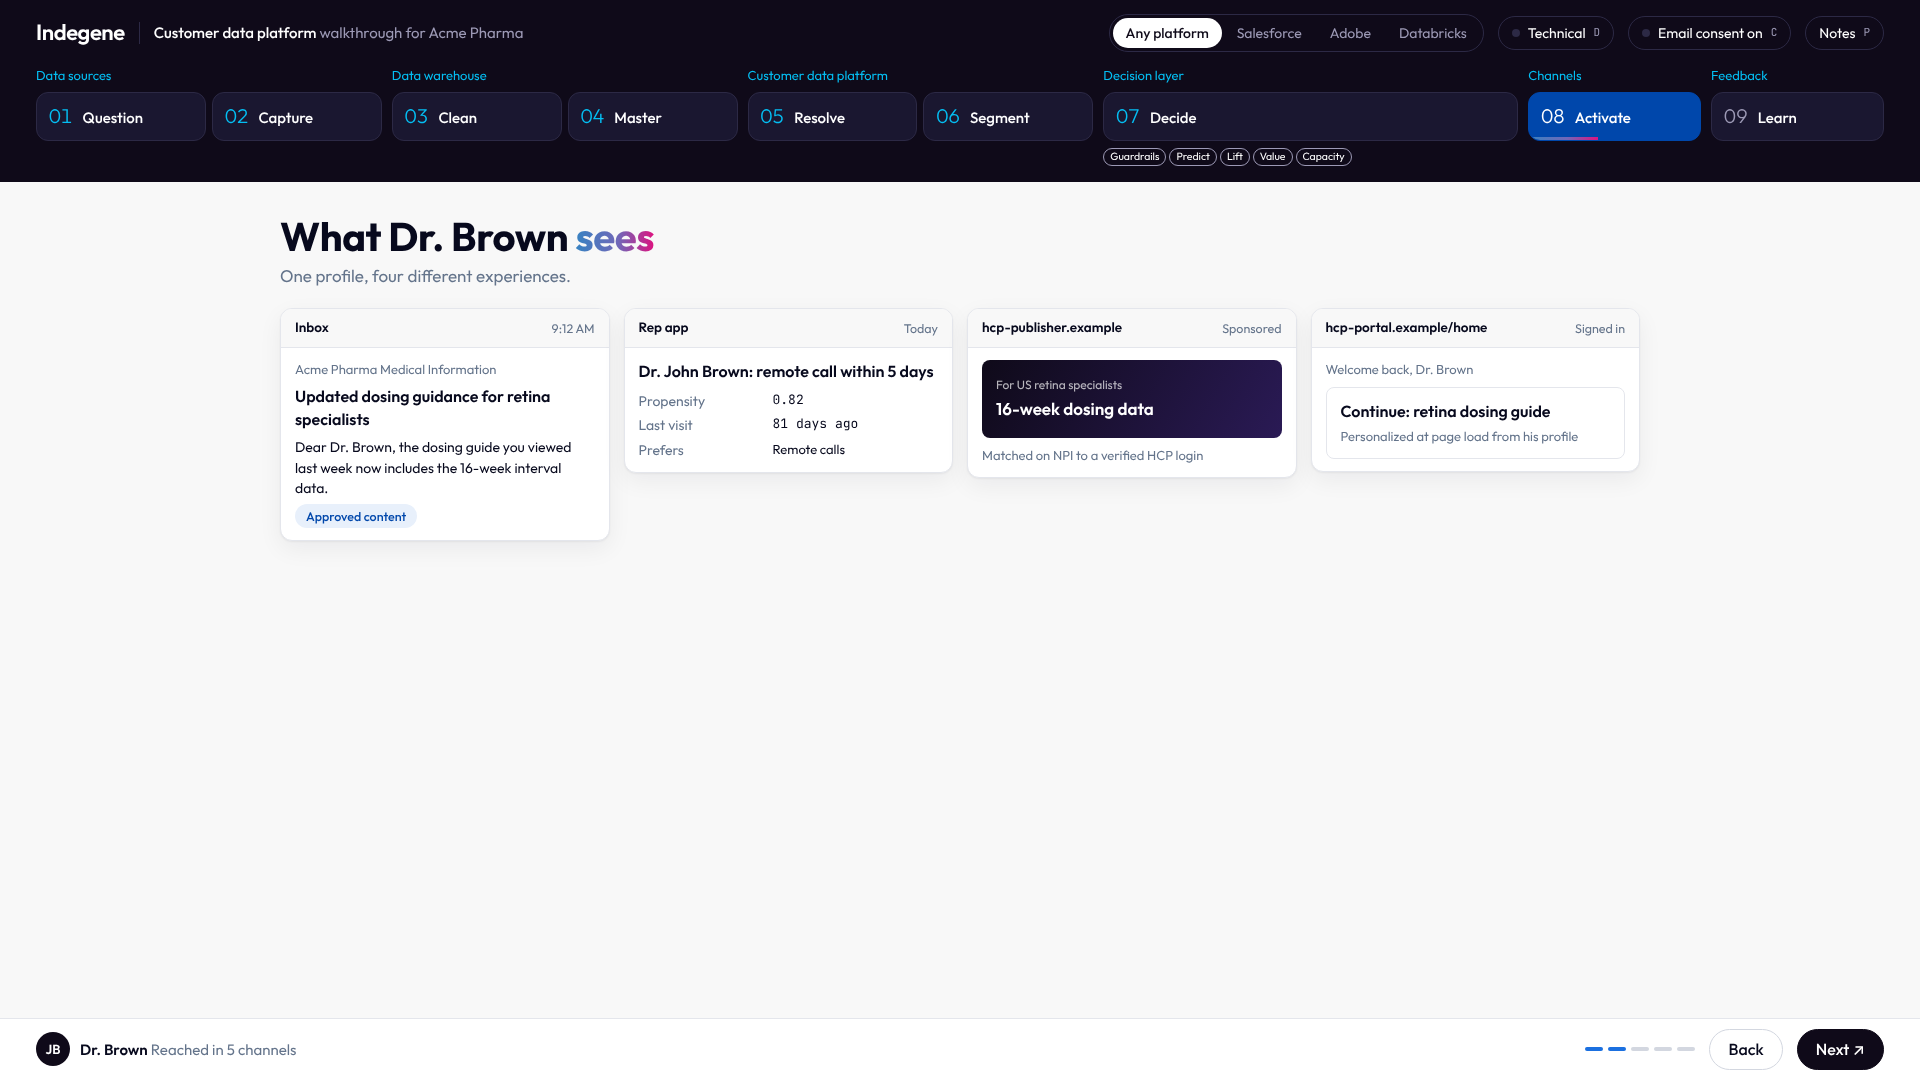 Indegene
Customer data platform walkthrough for Acme Pharma
Any platform
Salesforce
Adobe
Databricks
Technical D
Email consent on C
Notes P
Data sources
Data warehouse
Customer data platform
Decision layer
Channels
Feedback
01 Question
02 Capture
03 Clean
04 Master
05 Resolve
06 Segment
07 Decide
08 Activate
09 Learn
Guardrails
Predict
Lift
Value
Capacity
What Dr. Brown sees
One profile, four different experiences.
Inbox
9:12 AM
Acme Pharma Medical Information
Updated dosing guidance for retina
specialists
Dear Dr. Brown, the dosing guide you viewed
last week now includes the 16-week interval
data.
Approved content
Rep app
Today
Dr. John Brown: remote call within 5 days
Propensity 0.82
Last visit 81 days ago
Prefers Remote calls
hcp-publisher.example
Sponsored
For US retina specialists
16-week dosing data
Matched on NPI to a verified HCP login
hcp-portal.example/home
Signed in
Welcome back, Dr. Brown
Continue: retina dosing guide
Personalized at page load from his profile
JB
Dr. Brown Reached in 5 channels
Back
Next ↗